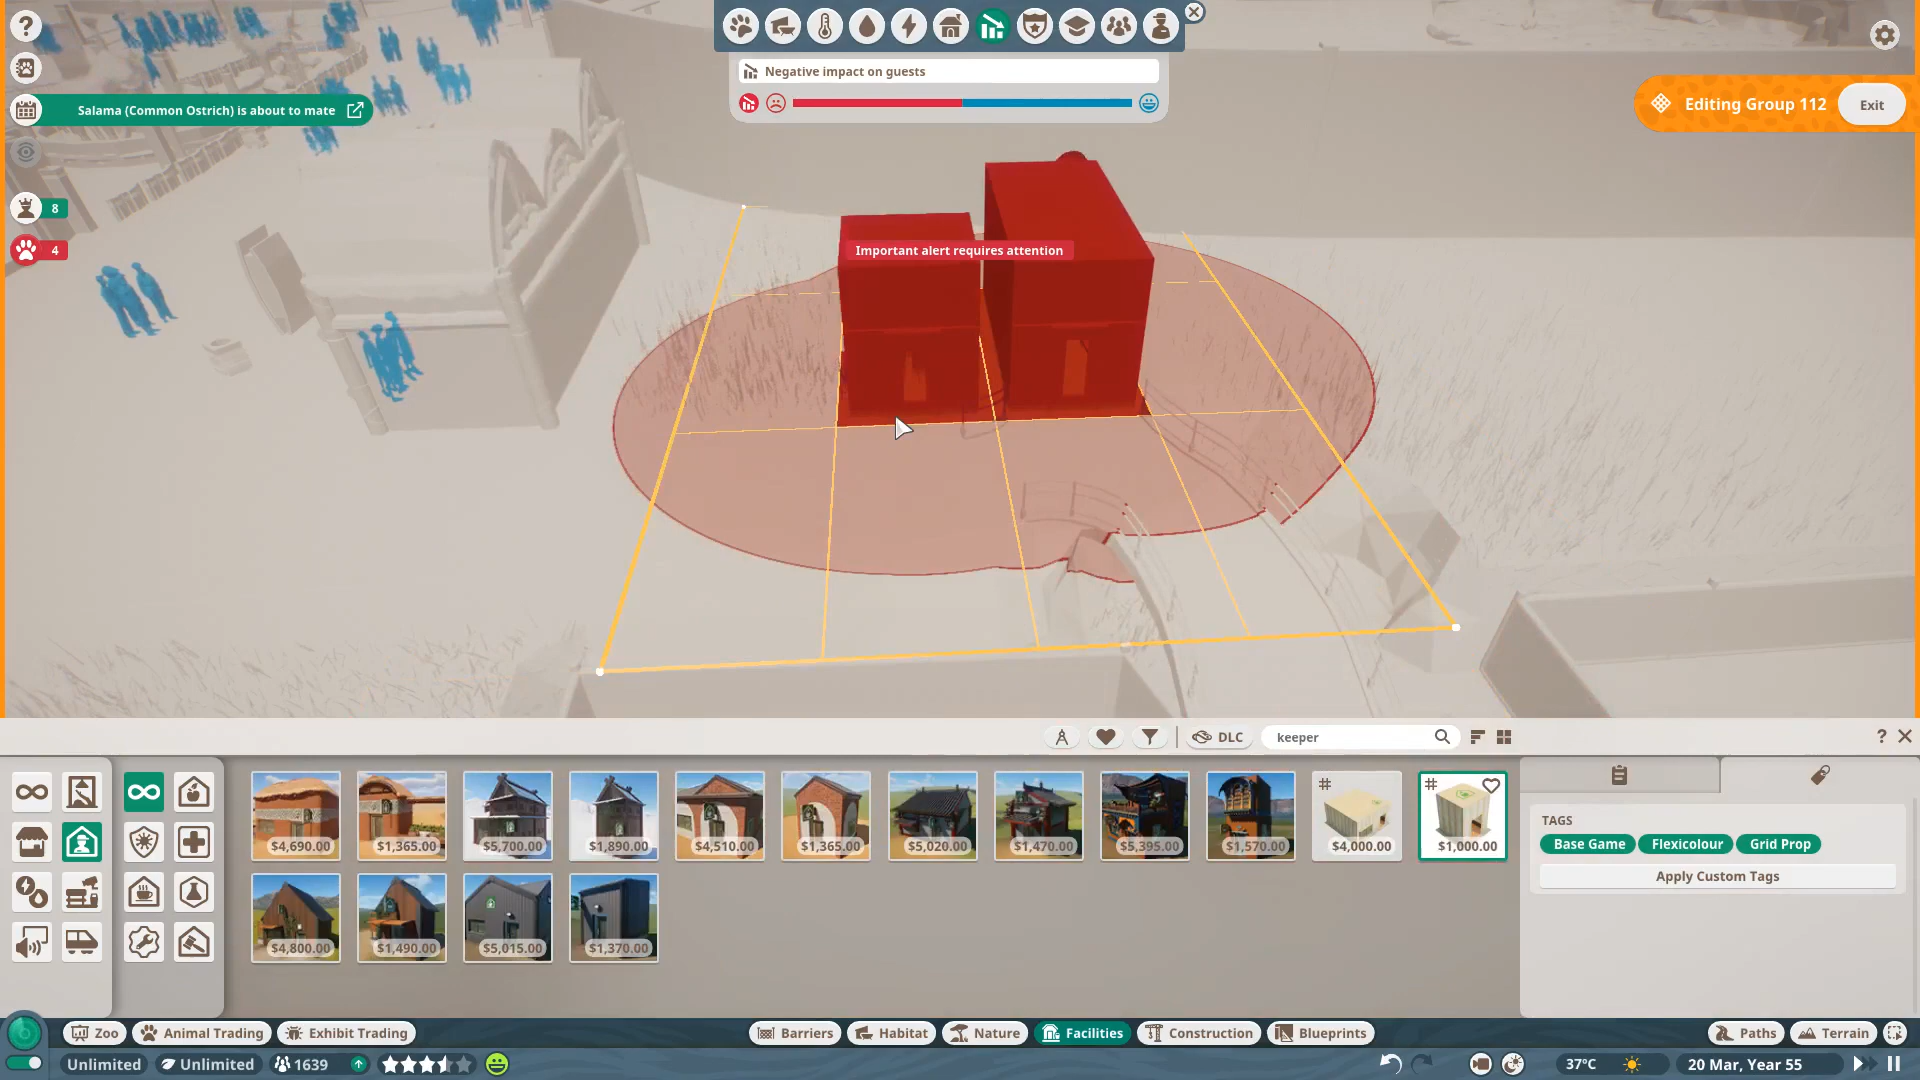 Negative impact on guests
Salama (Common Ostrich) is about to mate
Editing Group 112
Exit
8
4
Important alert requires attention
DLC
keeper
?
TAGS
Base Game
Flexicolour
Grid Prop
Apply Custom Tags
$4,690.00
$1,365.00
$5,700.00
$1,890.00
$4,510.00
$1,365.00
$5,020.00
$1,470.00
$5,395.00
$1,570.00
#
$4,000.00
#
$1,000.00
$4,800.00
$1,490.00
$5,015.00
$1,370.00
Zoo
Animal Trading
Exhibit Trading
Barriers
Habitat
Nature
Facilities
Construction
Blueprints
Paths
Terrain
Unlimited
Unlimited
1639
37°C
20 Mar, Year 55